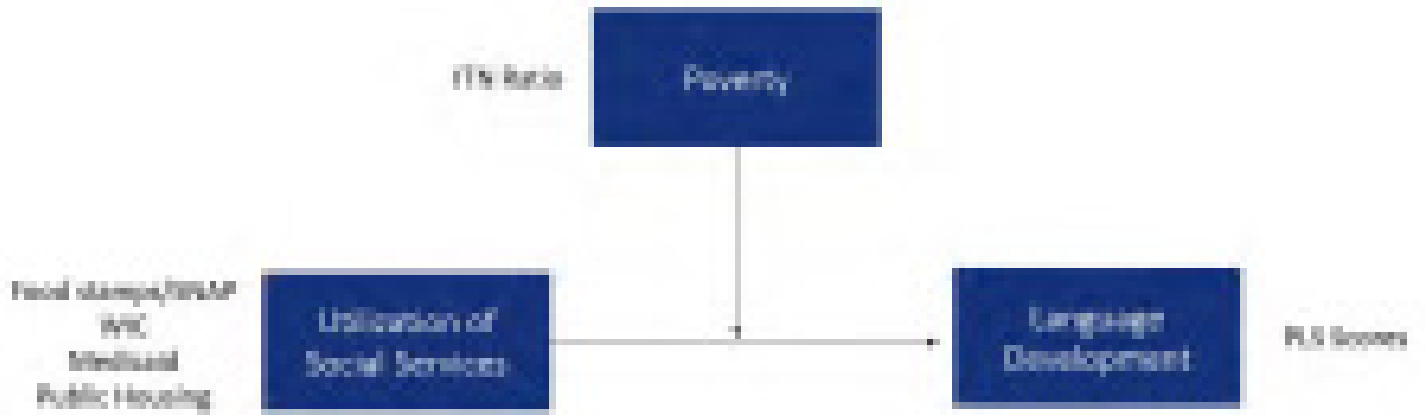 ITN Ratio
Poverty
Food stamps/SNAP
WIC
Medicaid
Public Housing
Utilization of
Social Services
Language
Development
PLS Scores